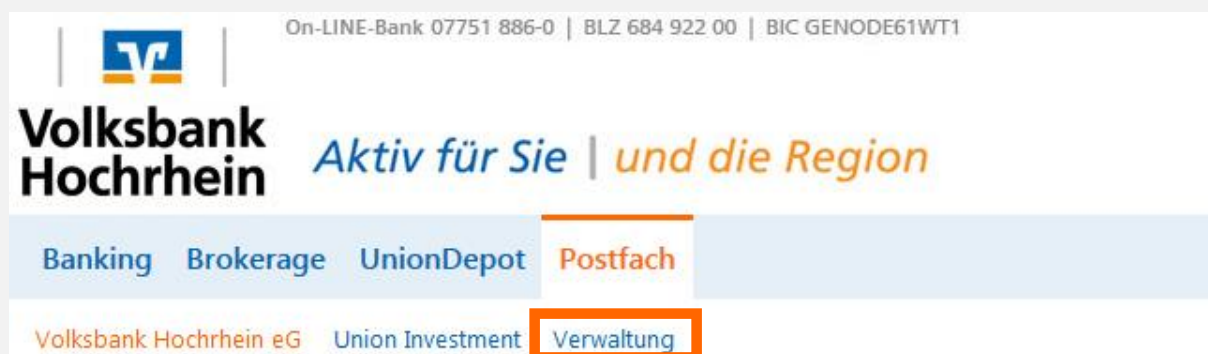 On-LINE-Bank 07751 886-0 | BLZ 684 922 00 | BIC GENODE61WT1
Volksbank
Hochrhein
Aktiv für Sie | und die Region
Banking Brokerage UnionDepot Postfach
Volksbank Hochrhein eG Union Investment Verwaltung